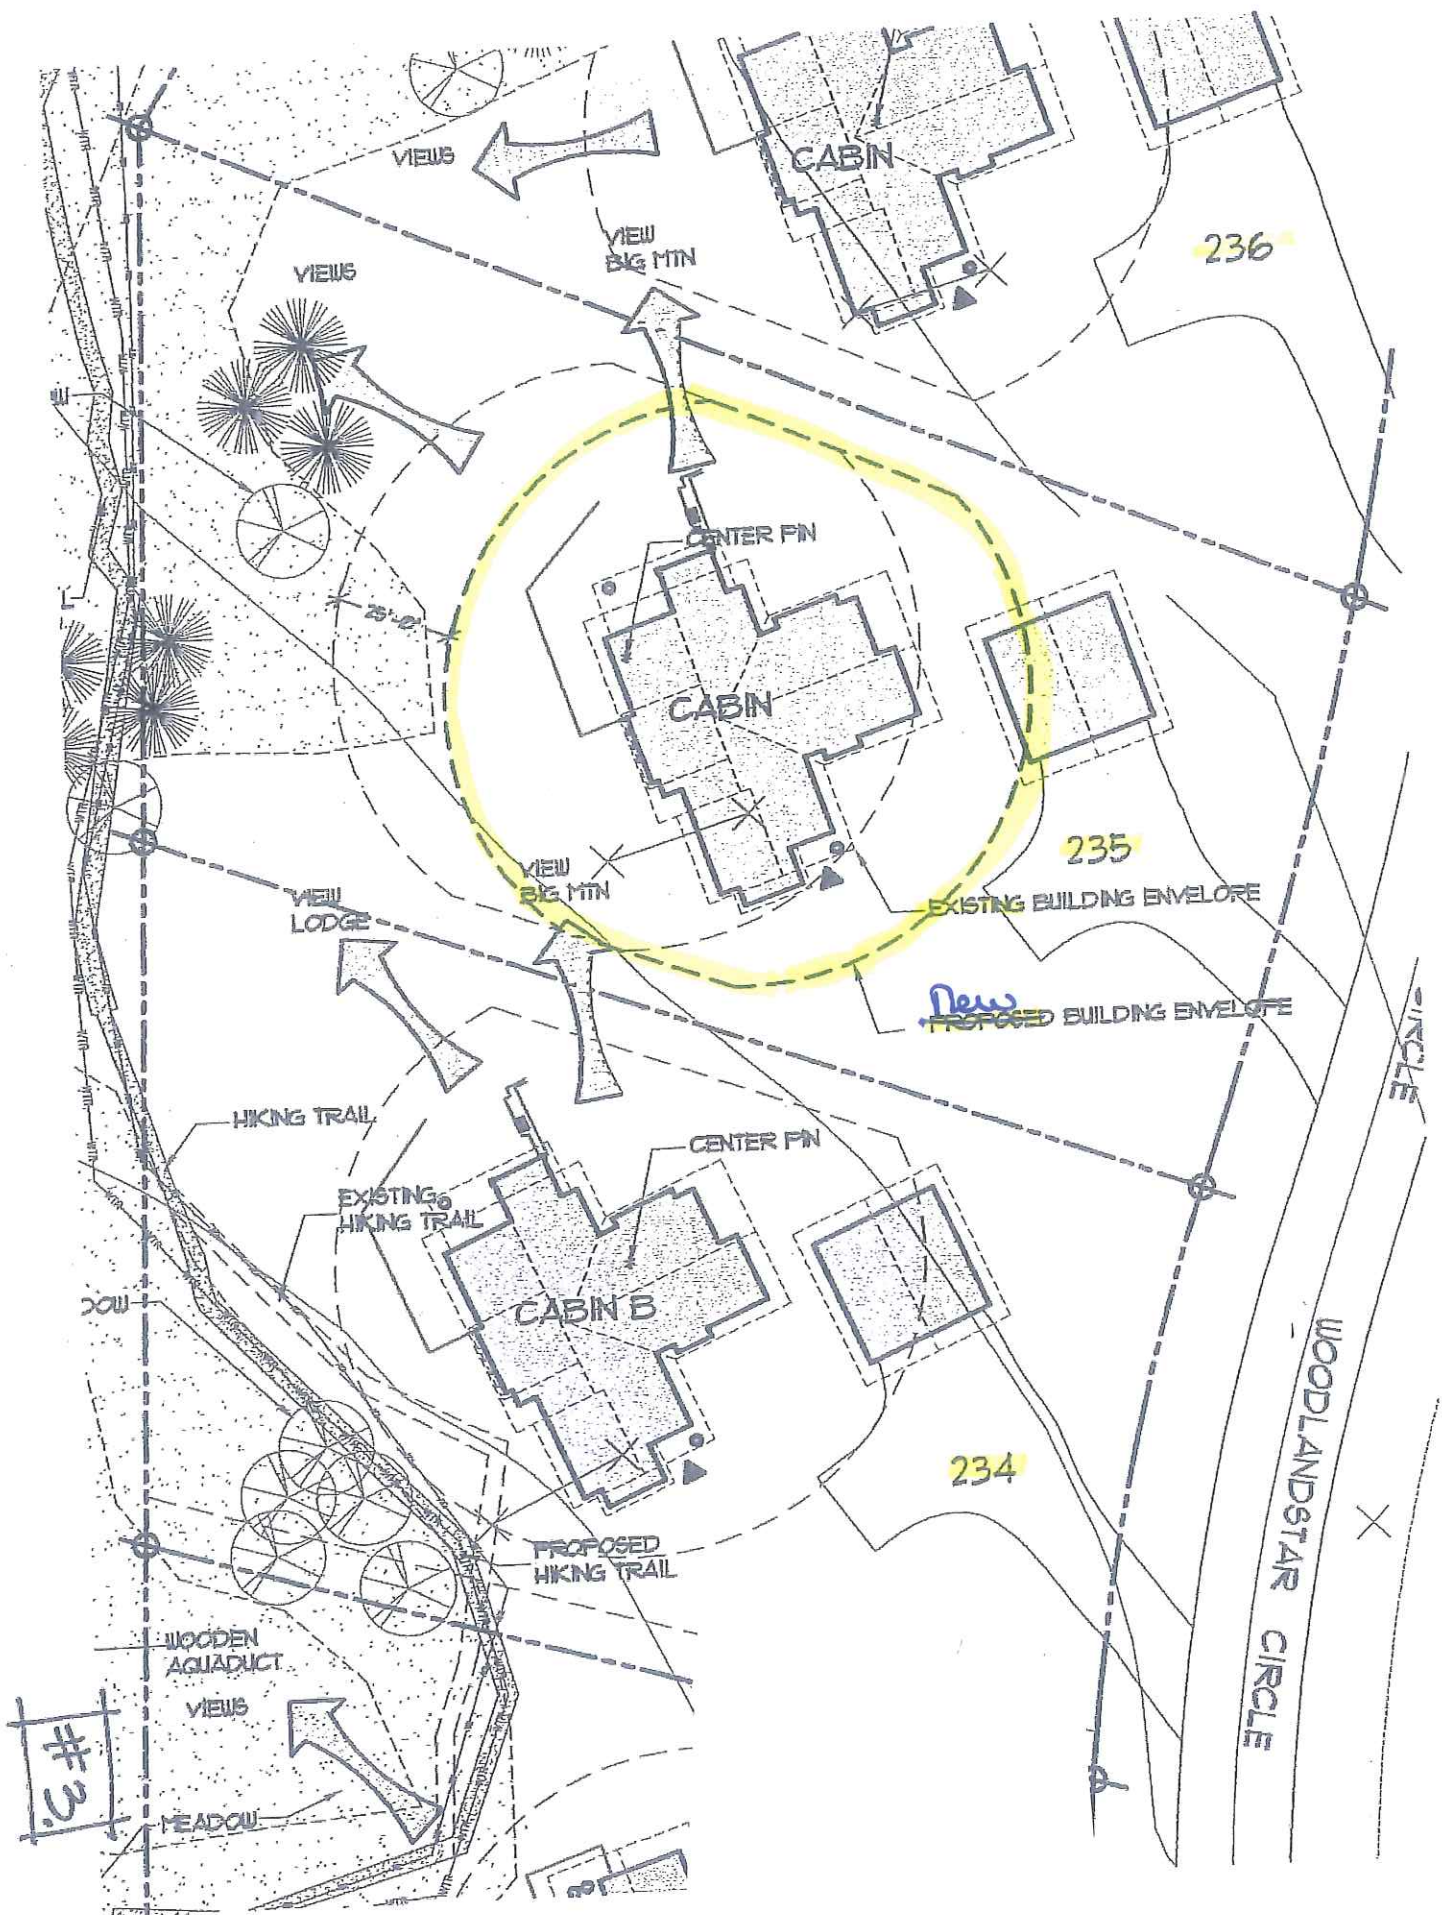 VIEWS
CABIN
VIEW
BIG MTN
236
VIEWS
CENTER PIN
25'-0"
CABIN
235
VIEW
BIG MTN
EXISTING BUILDING ENVELOPE
VIEW
LODGE
New
PROPOSED BUILDING ENVELOPE
CIRCLE
HIKING TRAIL
CENTER PIN
EXISTING
HIKING TRAIL
CABIN B
WOODLANDSTAR CIRCLE
234
PROPOSED
HIKING TRAIL
WOODEN
AQUADUCT
VIEWS
#3.
MEADOW